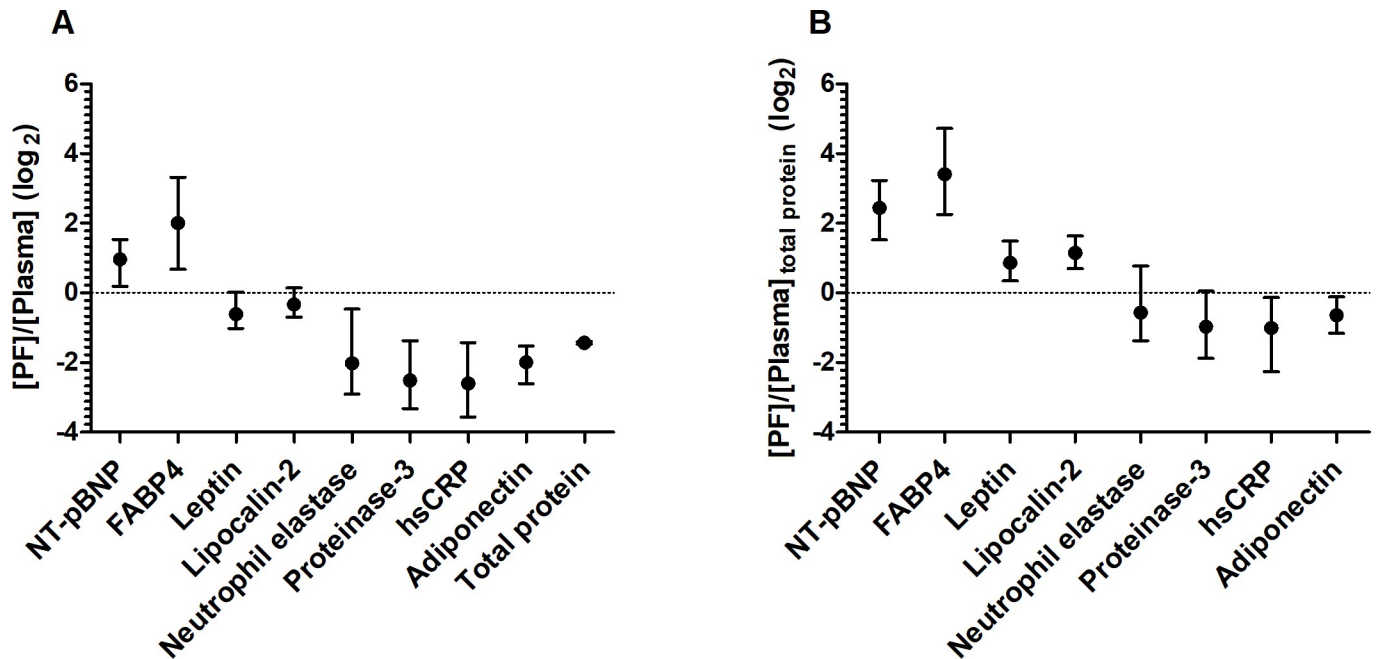 A
[PF]/[Plasma] (log 2)
6
4
2
0
-2
-4
NT-pBNP
FABP4
Leptin
Lipocalin-2
Neutrophil elastase
Proteinase-3
hsCRP
Adiponectin
Total protein
B
[PF]/[Plasma] total protein (log2)
6
4
2
0
-2
-4
NT-pBNP
FABP4
Leptin
Lipocalin-2
Neutrophil elastase
Proteinase-3
hsCRP
Adiponectin